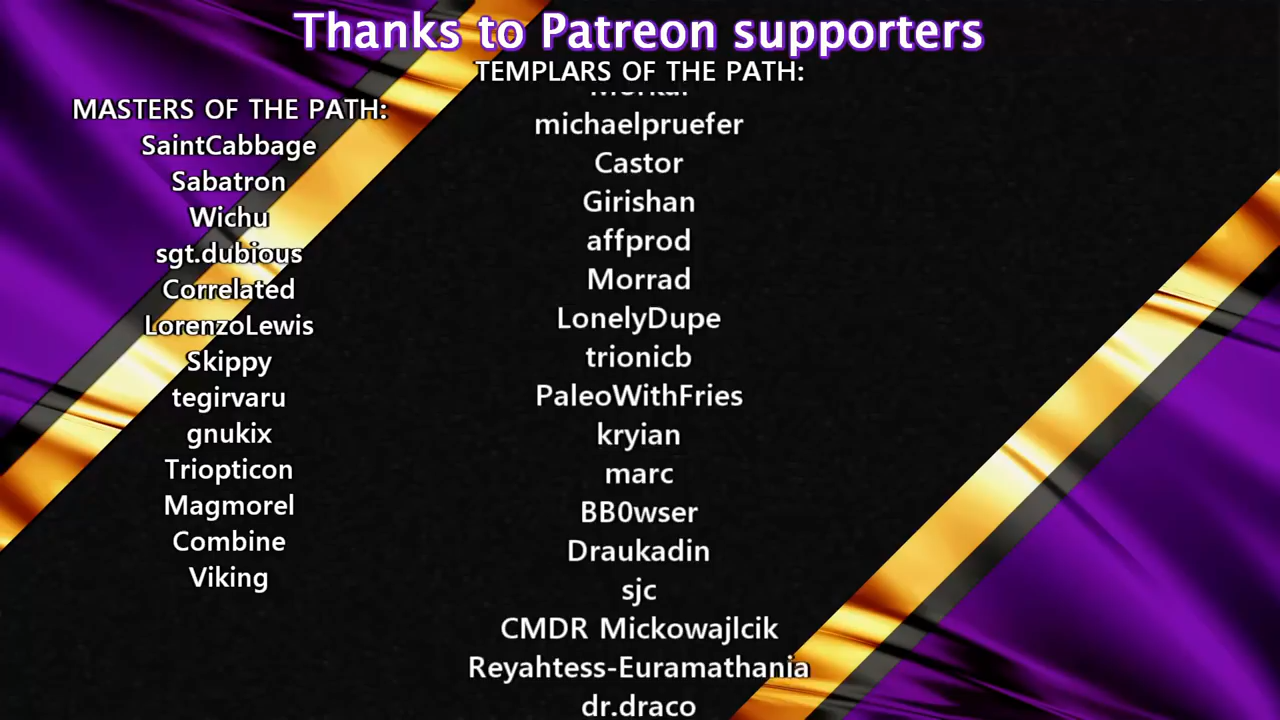 Thanks to Patreon supporters
TEMPLARS OF THE PATH:
MASTERS OF THE PATH:
SaintCabbage
Sabatron
Wichu
sgt.dubious
Correlated
LorenzoLewis
Skippy
tegirvaru
gnukix
Triopticon
Magmorel
Combine
Viking
michaelpruefer
Castor
Girishan
affprod
Morrad
LonelyDupe
trionicb
PaleoWithFries
kryian
marc
BB0wser
Draukadin
sjc
CMDR Mickowajlcik
Reyahtess-Euramathania
dr.draco